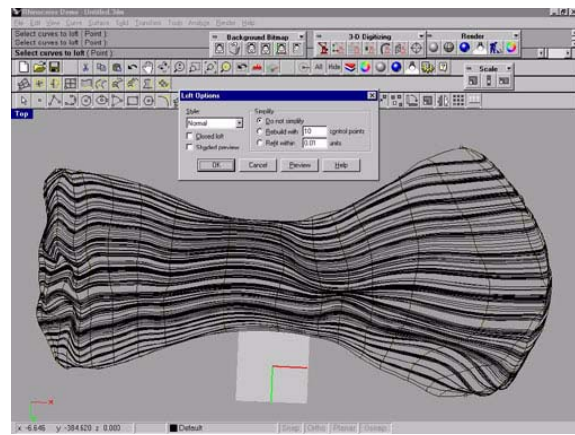 Rhinoceros Demo - Untitled.3dm
File Edit View Curve Surface Solid Transform Tools Analyze Render Help
Select curves to loft ( Point ):
Select curves to loft ( Point ):
Select curves to loft ( Point ):
Background Bitmap
3-D Digitizing
Render
All Hide
Scale
Top
Loft Options
Style
Normal
Closed loft
Shaded preview
Simplify
Do not simplify
Rebuild with 10 control points
Refit within 0.01 units
OK Cancel Preview Help
x
x -6.646 y -384.620 z 0.000 Default Snap Ortho Planar Osnap